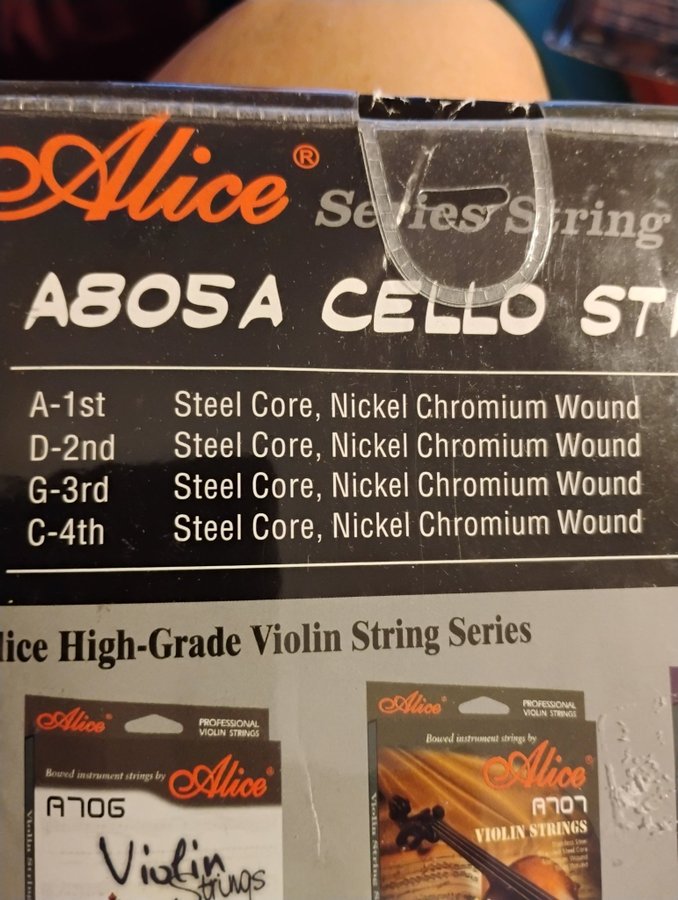 Alice®
Series String
A805A CELLO
A-1st Steel Core, Nickel Chromium Wound
D-2nd Steel Core, Nickel Chromium Wound
G-3rd Steel Core, Nickel Chromium Wound
C-4th Steel Core, Nickel Chromium Wound
lice High-Grade Violin String Series
Alice
PROFESSIONAL
VIOLIN STRINGS
Bowed instrument strings by
Alice®
A706
Violin
Strings
Alice
PROFESSIONAL
VIOLIN STRINGS
Bowed instrument strings by
Alice®
A707
VIOLIN STRINGS